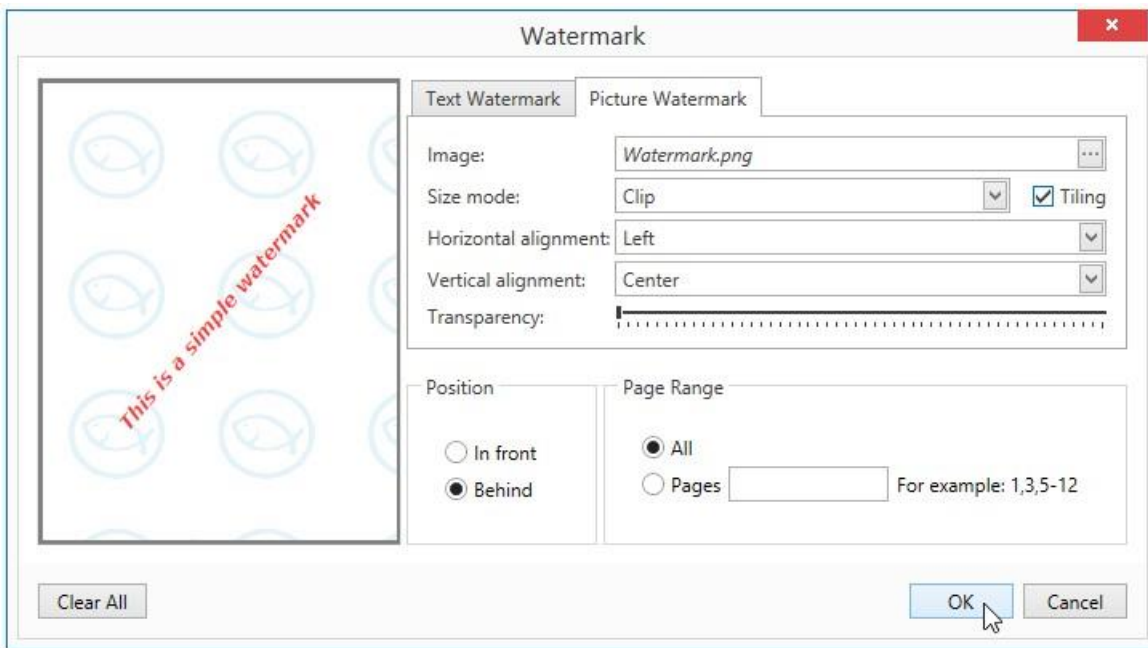 Watermark
Text Watermark
Picture Watermark
Image:
Watermark.png
...
Size mode:
Clip
Tiling
Horizontal alignment:
Left
Vertical alignment:
Center
Transparency:
This is a simple watermark
Position
In front
Behind
Page Range
All
Pages
For example: 1,3,5-12
Clear All
OK
Cancel